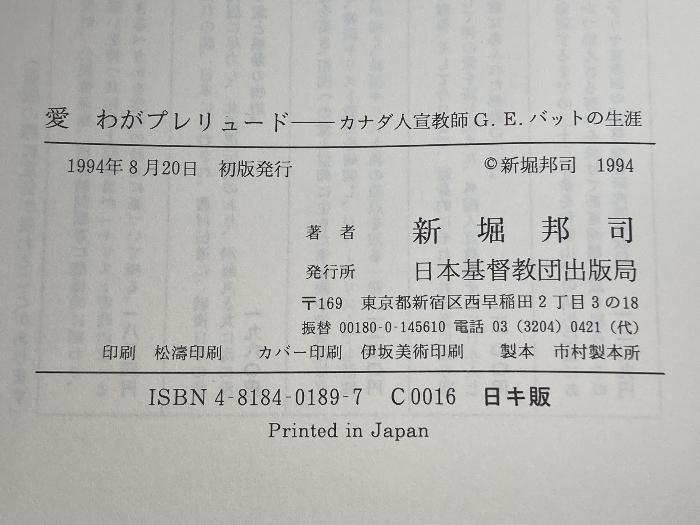 愛 わがプレリュード――カナダ人宣教師G.E.バットの生涯
1994年8月20日 初版発行 ©新堀邦司 1994
著者 新堀邦司
発行所 日本基督教団出版局
〒169 東京都新宿区西早稲田2丁目3の18
振替 00180-0-145610 電話 03(3204)0421(代)
印刷 松濤印刷 カバー印刷 伊坂美術印刷 製本 市村製本所
ISBN4-8184-0189-7 C0016 日キ販
Printed in Japan